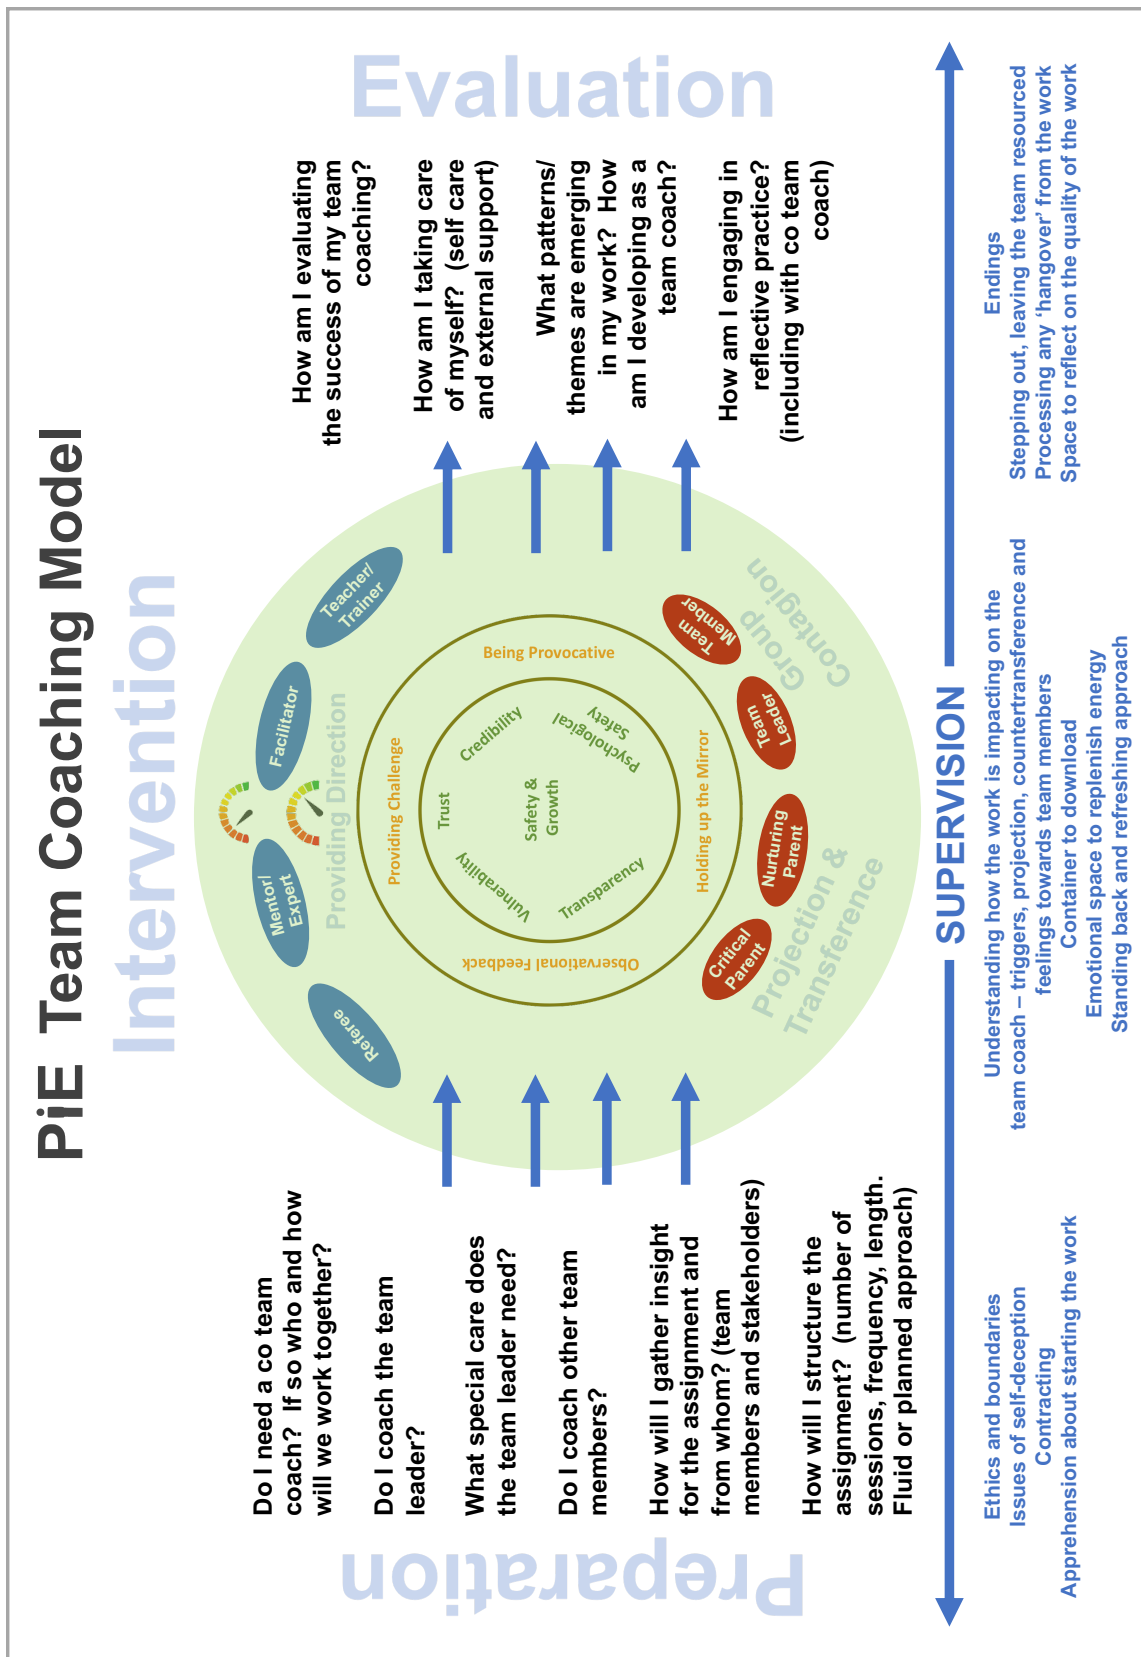 PiE Team Coaching Model
Intervention
Preparation
Do I need a co team
coach? If so who and how
will we work together?
Do I coach the team
leader?
What special care does
the team leader need?
Do I coach other team
members?
How will I gather insight
for the assignment and
from whom? (team
members and stakeholders)
How will I structure the
assignment? (number of
sessions, frequency, length.
Fluid or planned approach)
Referee
Mentor/
Expert
Facilitator
Teacher/
Trainer
Providing Direction
Providing Challenge
Being Provocative
Holding up the Mirror
Observational Feedback
Trust
Credibility
Psychological
Safety
Transparency
Vulnerability
Safety &
Growth
Critical
Parent
Nurturing
Parent
Team
Leader
Team
Member
Projection &
Transference
Group
Contagion
Evaluation
How am I evaluating
the success of my team
coaching?
How am I taking care
of myself? (self care
and external support)
What patterns/
themes are emerging
in my work? How
am I developing as a
team coach?
How am I engaging in
reflective practice?
(including with co team
coach)
SUPERVISION
Ethics and boundaries
Issues of self-deception
Contracting
Apprehension about starting the work
Understanding how the work is impacting on the
team coach – triggers, projection, countertransference and
feelings towards team members
Container to download
Emotional space to replenish energy
Standing back and refreshing approach
Endings
Stepping out, leaving the team resourced
Processing any ‘hangover’ from the work
Space to reflect on the quality of the work